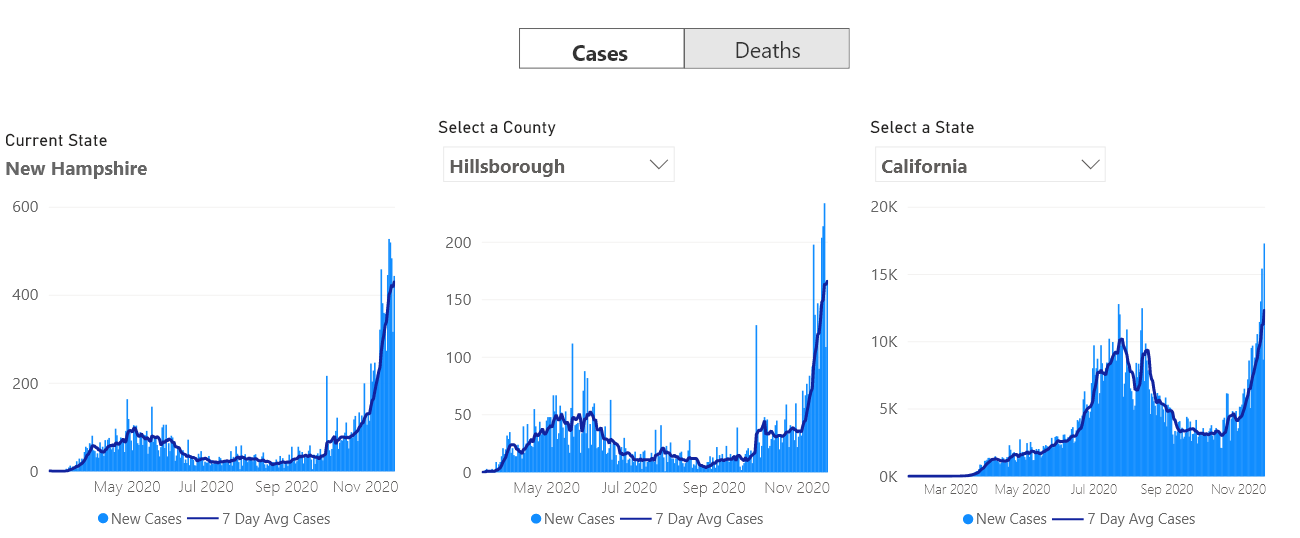 Cases Deaths
Current State
New Hampshire
600
400
200
0
May 2020 Jul 2020 Sep 2020 Nov 2020
New Cases 7 Day Avg Cases
Select a County
Hillsborough
200
150
100
50
0
May 2020 Jul 2020 Sep 2020 Nov 2020
New Cases 7 Day Avg Cases
Select a State
California
20K
15K
10K
5K
0K
Mar 2020 May 2020 Jul 2020 Sep 2020 Nov 2020
New Cases 7 Day Avg Cases